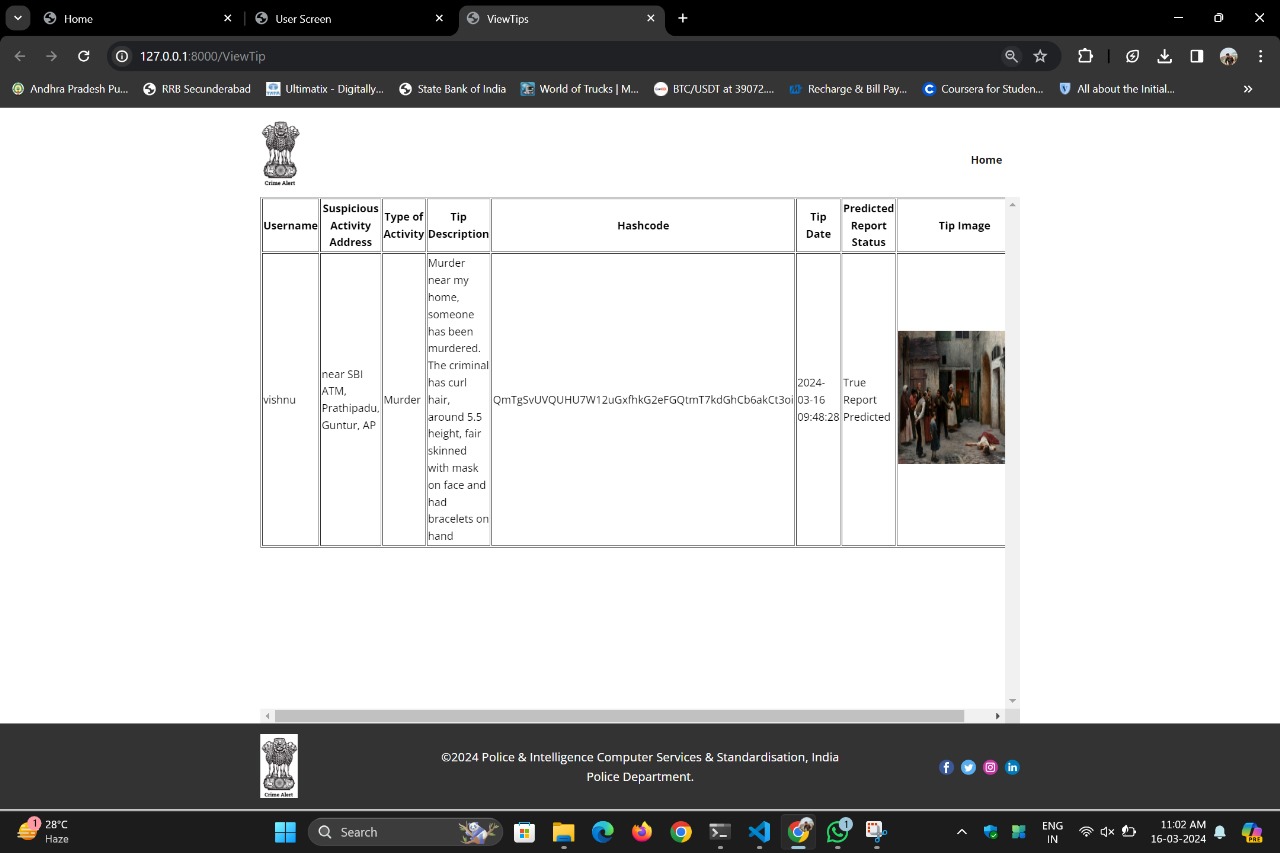 Home
User Screen
ViewTips
127.0.0.1:8000/ViewTip
Andhra Pradesh Pu...
RRB Secunderabad
Ultimatix - Digitally...
State Bank of India
World of Trucks | M...
BTC/USDT at 39072....
Recharge & Bill Pay...
Coursera for Studen...
All about the Initial...
Crime Alert
Home
Username
Suspicious
Activity
Address
Type of
Activity
Tip
Description
Hashcode
Tip
Date
Predicted
Report
Status
Tip Image
vishnu
near SBI
ATM,
Prathipadu,
Guntur, AP
Murder
Murder
near my
home,
someone
has been
murdered.
The criminal
has curl
hair,
around 5.5
height, fair
skinned
with mask
on face and
had
bracelets on
hand
QmTgSvUVQUHU7W12uGxfhkG2eFGQtmT7kdGhCb6akCt3oi
2024-
03-16
09:48:28
True
Report
Predicted
Crime Alert
©2024 Police & Intelligence Computer Services & Standardisation, India
Police Department.
1
28°C
Haze
Search
1
ENG
IN
11:02 AM
16-03-2024
PRE